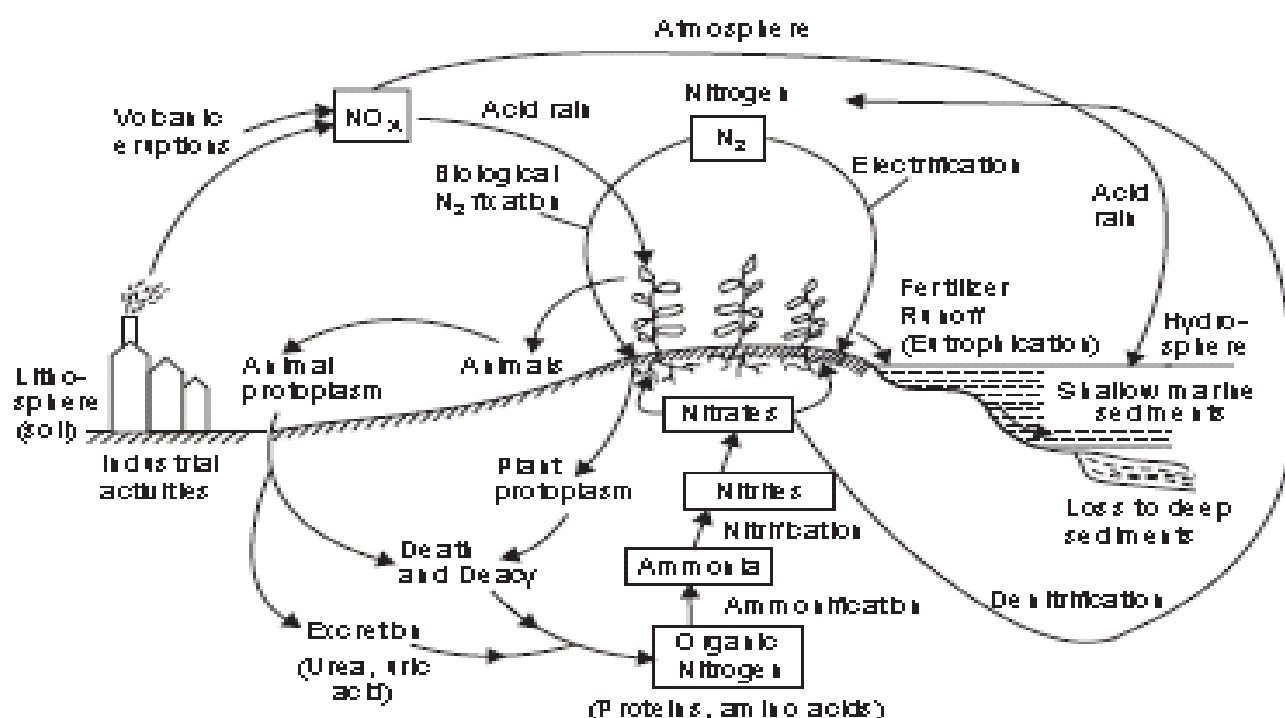 Atmosphere
Volcanic
eruptions
NOx
Acid rain
Nitrogen
N2
Biological
N2 fixation
Electrification
Acid
rain
Fertilizer
Runoff
(Eutrophication)
Hydro-
sphere
Litho-
sphere
(soil)
Animal
protoplasm
Animals
Industrial
activities
Nitrates
Shallow marine
sediments
Plant
protoplasm
Nitrites
Loss to deep
sediments
Nitrification
Death
and Deacy
Ammonia
Ammonification
Denitrification
Excretion
(Urea, uric
acid)
Organic
Nitrogen
(Proteins, amino acids)